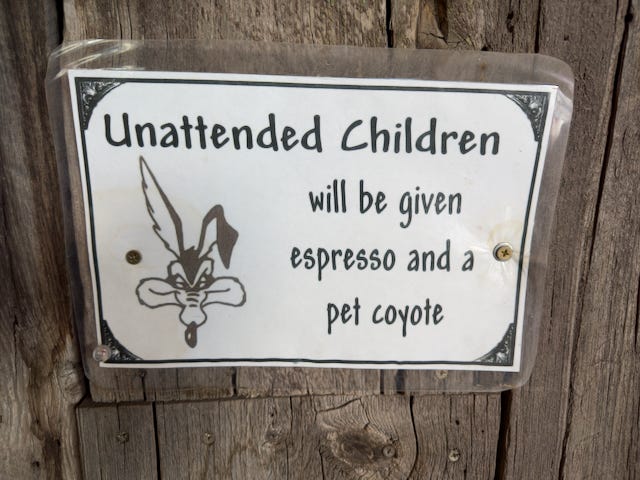 Unattended Children
will be given
espresso and a
pet coyote